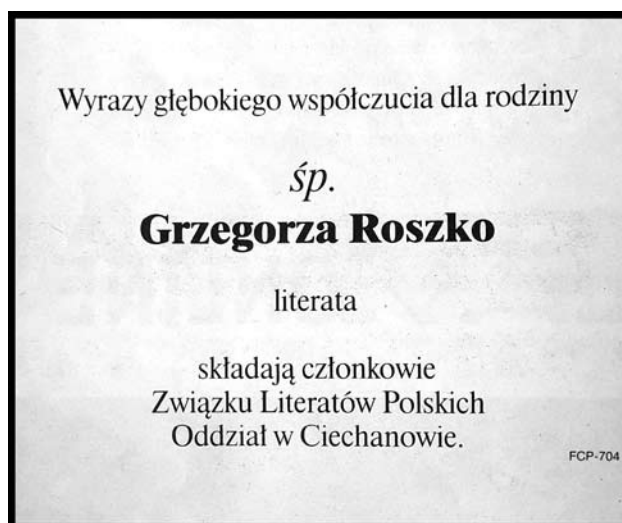 Wyrazy głębokiego współczucia dla rodziny
śp.
Grzegorza Roszko
literata
składają członkowie
Związku Literatów Polskich
Oddział w Ciechanowie.
FCP-704